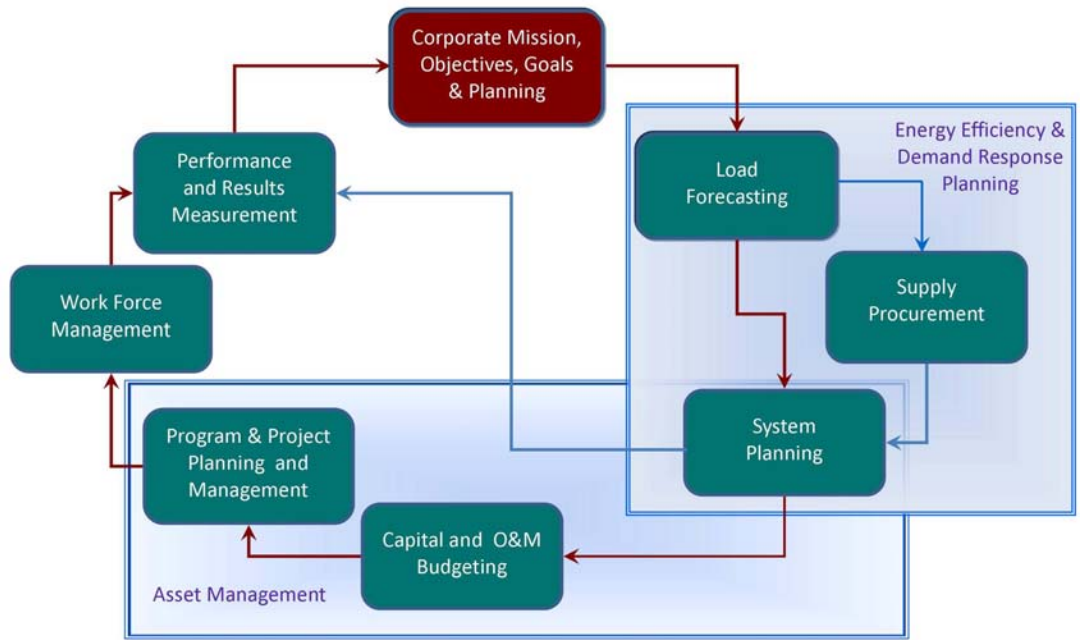 Corporate Mission,
Objectives, Goals
& Planning
Performance
and Results
Measurement
Load
Forecasting
Energy Efficiency &
Demand Response
Planning
Work Force
Management
Supply
Procurement
Program & Project
Planning and
Management
System
Planning
Capital and O&M
Budgeting
Asset Management